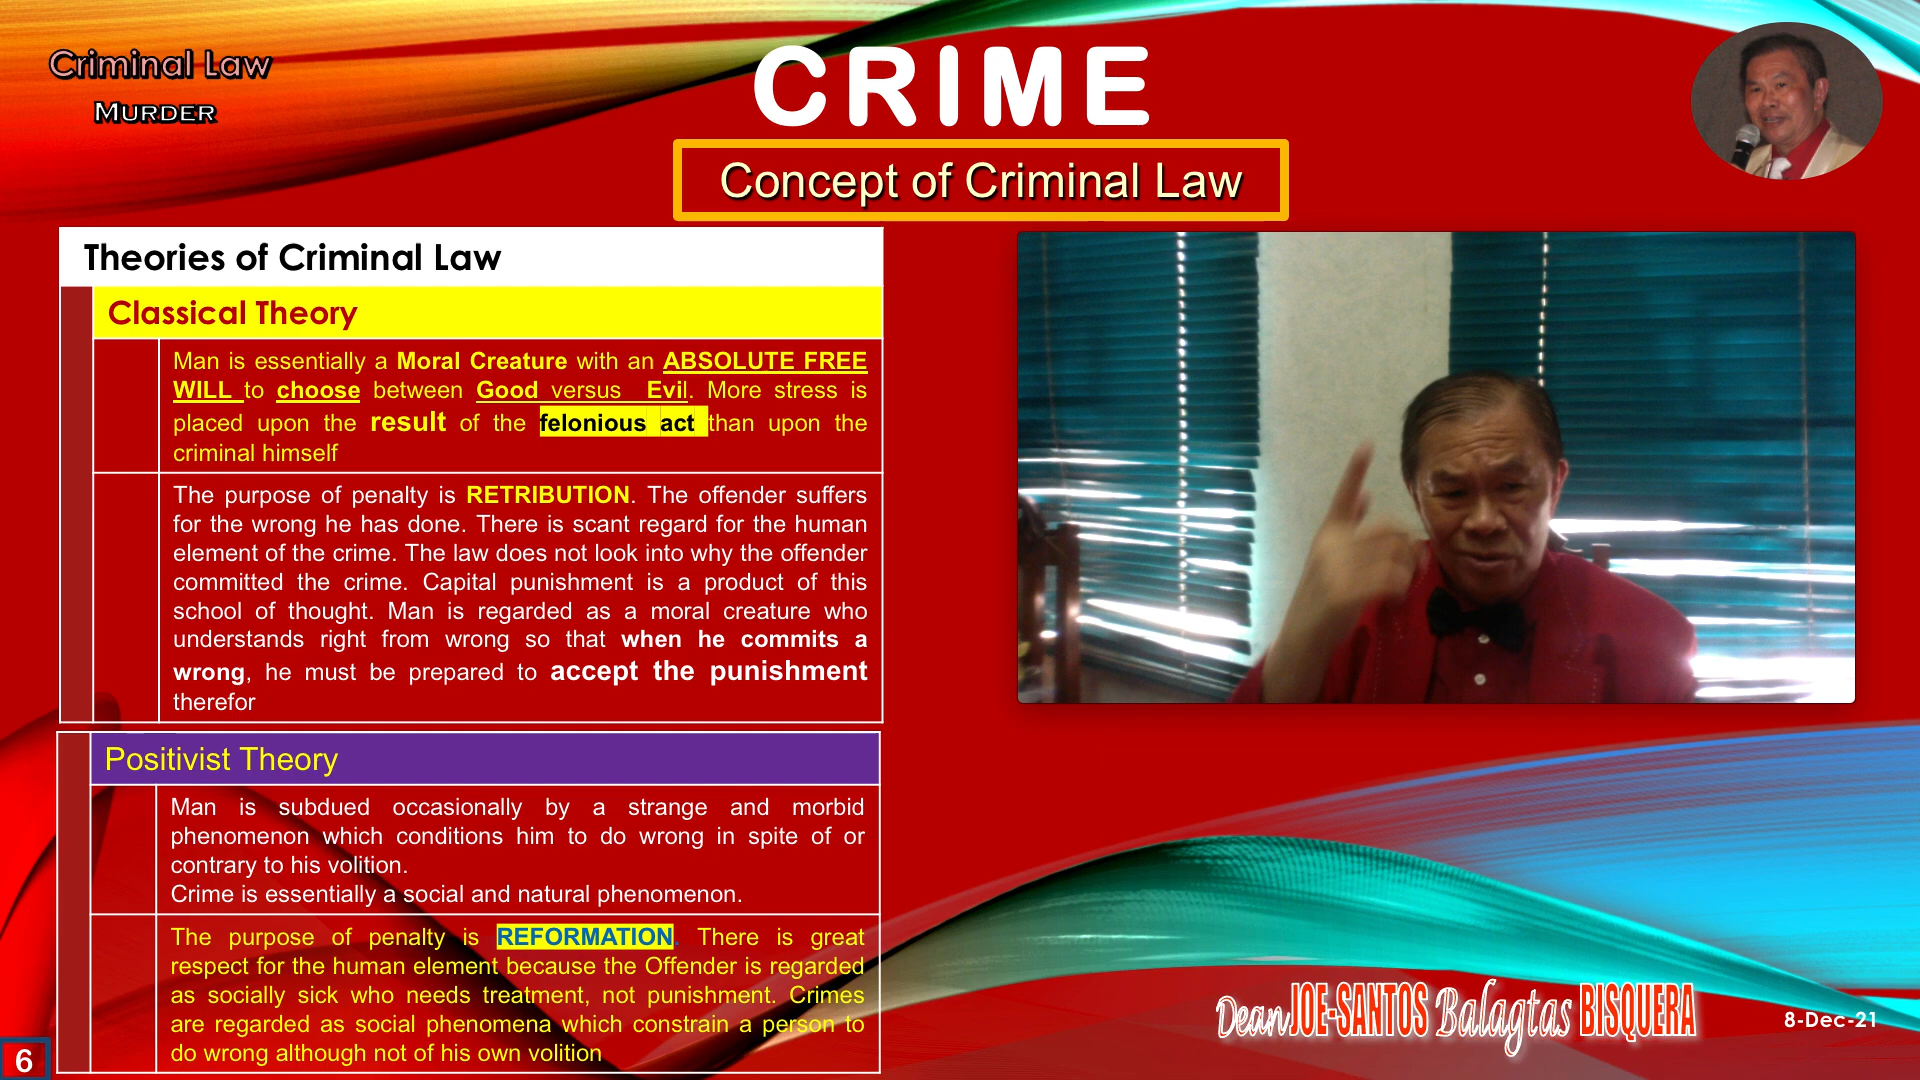 Criminal Law
MURDER
CRIME
Concept of Criminal Law
Theories of Criminal Law
Classical Theory
Man is essentially a Moral Creature with an ABSOLUTE FREE
WILL to choose between Good versus Evil. More stress is
placed upon the result of the felonious act than upon the
criminal himself
The purpose of penalty is RETRIBUTION. The offender suffers
for the wrong he has done. There is scant regard for the human
element of the crime. The law does not look into why the offender
committed the crime. Capital punishment is a product of this
school of thought. Man is regarded as a moral creature who
understands right from wrong so that when he commits a
wrong, he must be prepared to accept the punishment
therefor
Positivist Theory
Man is subdued occasionally by a strange and morbid
phenomenon which conditions him to do wrong in spite of or
contrary to his volition.
Crime is essentially a social and natural phenomenon.
The purpose of penalty is REFORMATION. There is great
respect for the human element because the Offender is regarded
as socially sick who needs treatment, not punishment. Crimes
are regarded as social phenomena which constrain a person to
do wrong although not of his own volition
Dean JOE-SANTOS Balagtas BISQUERA
8-Dec-21
6